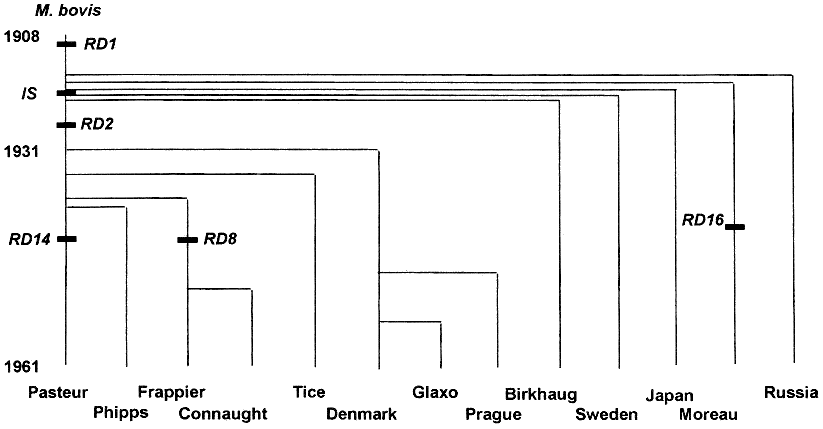 M. bovis
1908
RD1
IS
RD2
1931
RD16
RD14
RD8
1961
Pasteur Frappier Tice Glaxo Birkhaug Japan Russia
Phipps Connaught Denmark Prague Sweden Moreau